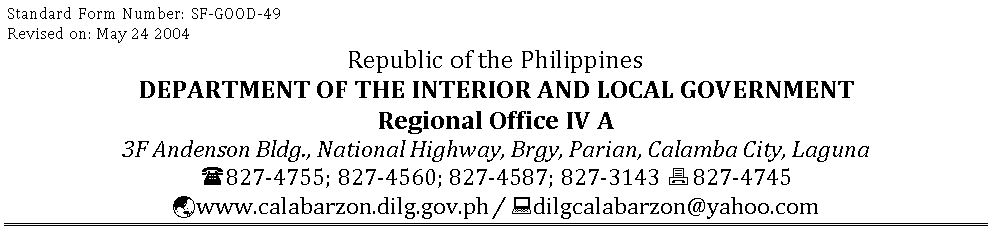 Standard Form Number: SF-GOOD-49
Revised on: May 24 2004
Republic of the Philippines
DEPARTMENT OF THE INTERIOR AND LOCAL GOVERNMENT
Regional Office IV A
3F Andenson Bldg., National Highway, Brgy, Parian, Calamba City, Laguna
☎827-4755; 827-4560; 827-4587; 827-3143 🖷827-4745
www.calabarzon.dilg.gov.ph / dilgcalabarzon@yahoo.com